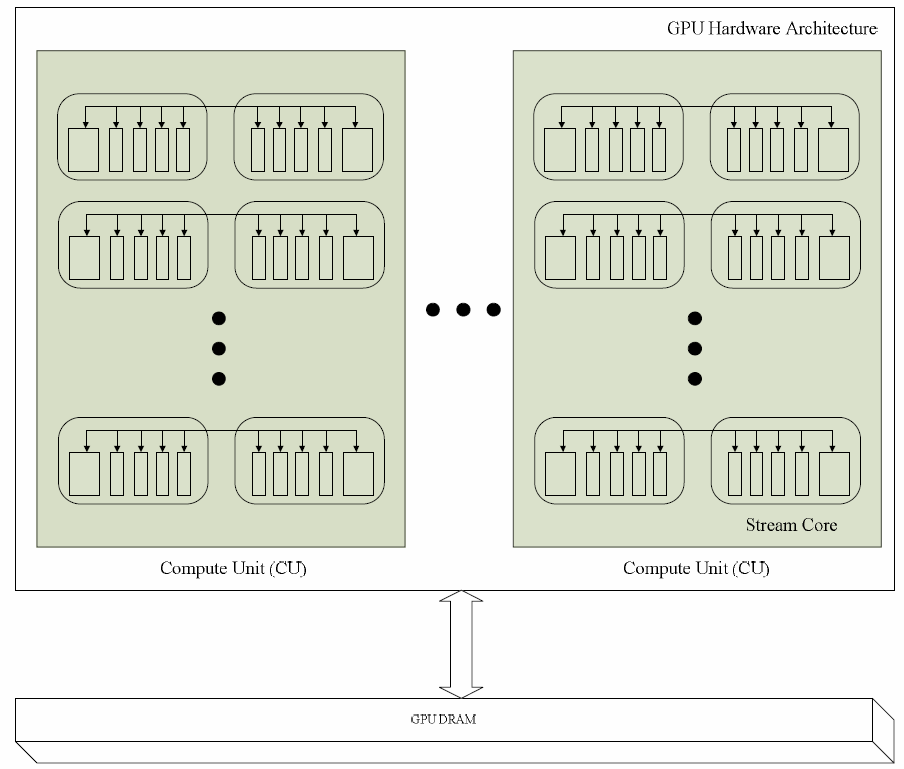 GPU Hardware Architecture
Stream Core
Compute Unit (CU)
Compute Unit (CU)
GPU DRAM